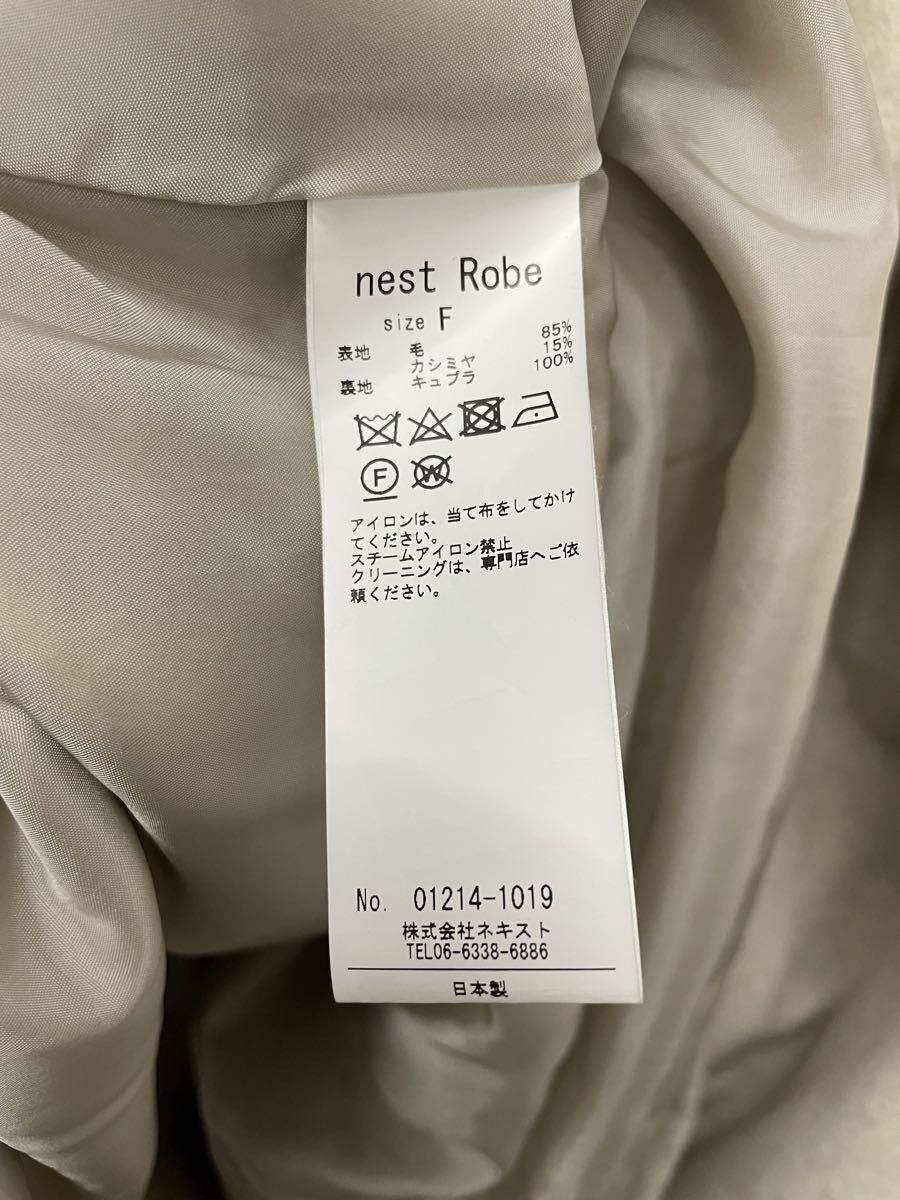 nest Robe
size F
表地 毛 85%
カシミヤ 15%
裏地 キュプラ 100%
F W
アイロンは、当て布をしてかけ
てください。
スチームアイロン禁止
クリーニングは、専門店へご依
頼ください。
No. 01214-1019
株式会社ネキスト
TEL06-6338-6886
日本製